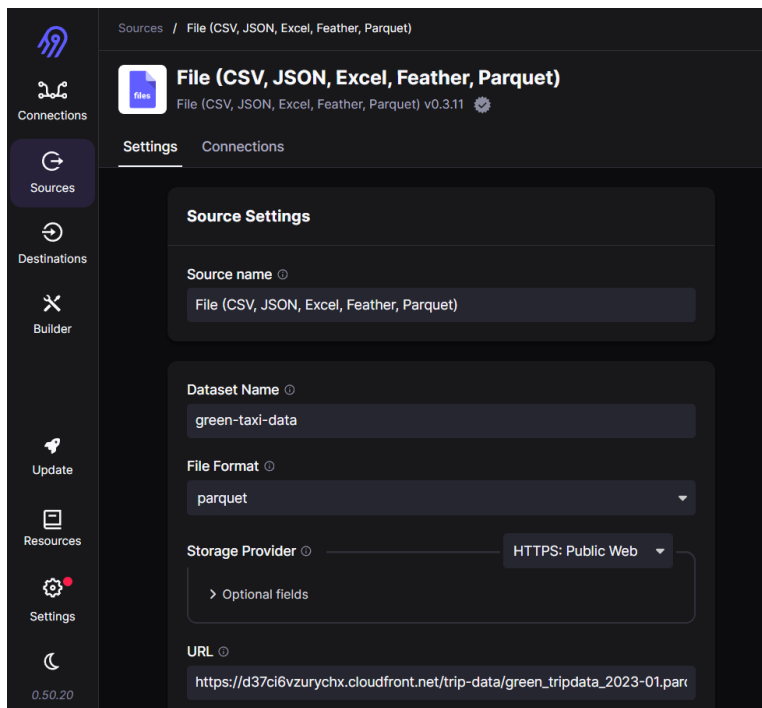 Sources / File (CSV, JSON, Excel, Feather, Parquet)
files
File (CSV, JSON, Excel, Feather, Parquet)
File (CSV, JSON, Excel, Feather, Parquet) v0.3.11
Connections
Settings Connections
Sources
Source Settings
Destinations
Source name
File (CSV, JSON, Excel, Feather, Parquet)
Builder
Dataset Name
green-taxi-data
Update
File Format
parquet
Resources
Storage Provider HTTPS: Public Web
Optional fields
Settings
URL
https://d37ci6vzurychx.cloudfront.net/trip-data/green_tripdata_2023-01.parc
0.50.20